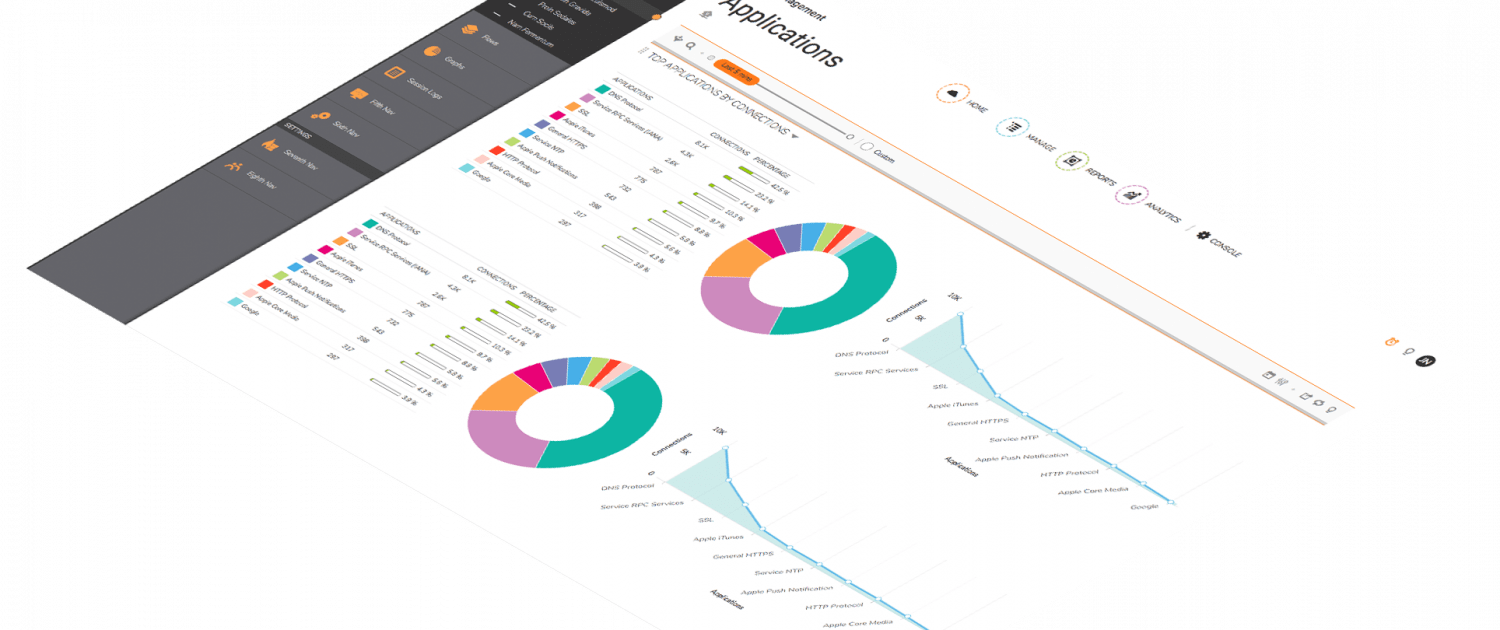 Gravida
Proin Sodales
Cum Sociis
Nam Fermentum
Flows
Graphs
Session Logs
Fifth Nav
Sixth Nav
SETTINGS
Seventh Nav
Eighth Nav
Applications
HOME
MANAGE
REPORTS
ANALYTICS
CONSOLE
JN
Last 5 mins
Custom
TOP APPLICATIONS BY CONNECTIONS
APPLICATIONS CONNECTIONS PERCENTAGE
DNS Protocol 8.1K 42.5 %
Service RPC Services (IANA) 4.3K 23.2 %
SSL 2.6K 14.1 %
Apple iTunes 787 10.3 %
General HTTPS 775 9.7 %
Service NTP 732 8.8 %
Apple Push Notifications 543 5.8 %
HTTP Protocol 398 5.6 %
Apple Core Media 317 4.3 %
Google 297 3.9 %
Connections
0 5K 10K
DNS Protocol
Service RPC Services
SSL
Apple iTunes
General HTTPS
Service NTP
Apple Push Notification
HTTP Protocol
Apple Core Media
Google
Applications
APPLICATIONS CONNECTIONS PERCENTAGE
DNS Protocol 8.1K 42.5 %
Service RPC Services (IANA) 4.3K 23.2 %
SSL 2.6K 14.1 %
Apple iTunes 787 10.3 %
General HTTPS 775 9.7 %
Service NTP 732 8.8 %
Apple Push Notifications 543 5.8 %
HTTP Protocol 398 5.6 %
Apple Core Media 317 4.3 %
Google 297 3.9 %
Connections
0 5K 10K
DNS Protocol
Service RPC Services
SSL
Apple iTunes
General HTTPS
Service NTP
Apple Push Notification
HTTP Protocol
Apple Core Media
Applications